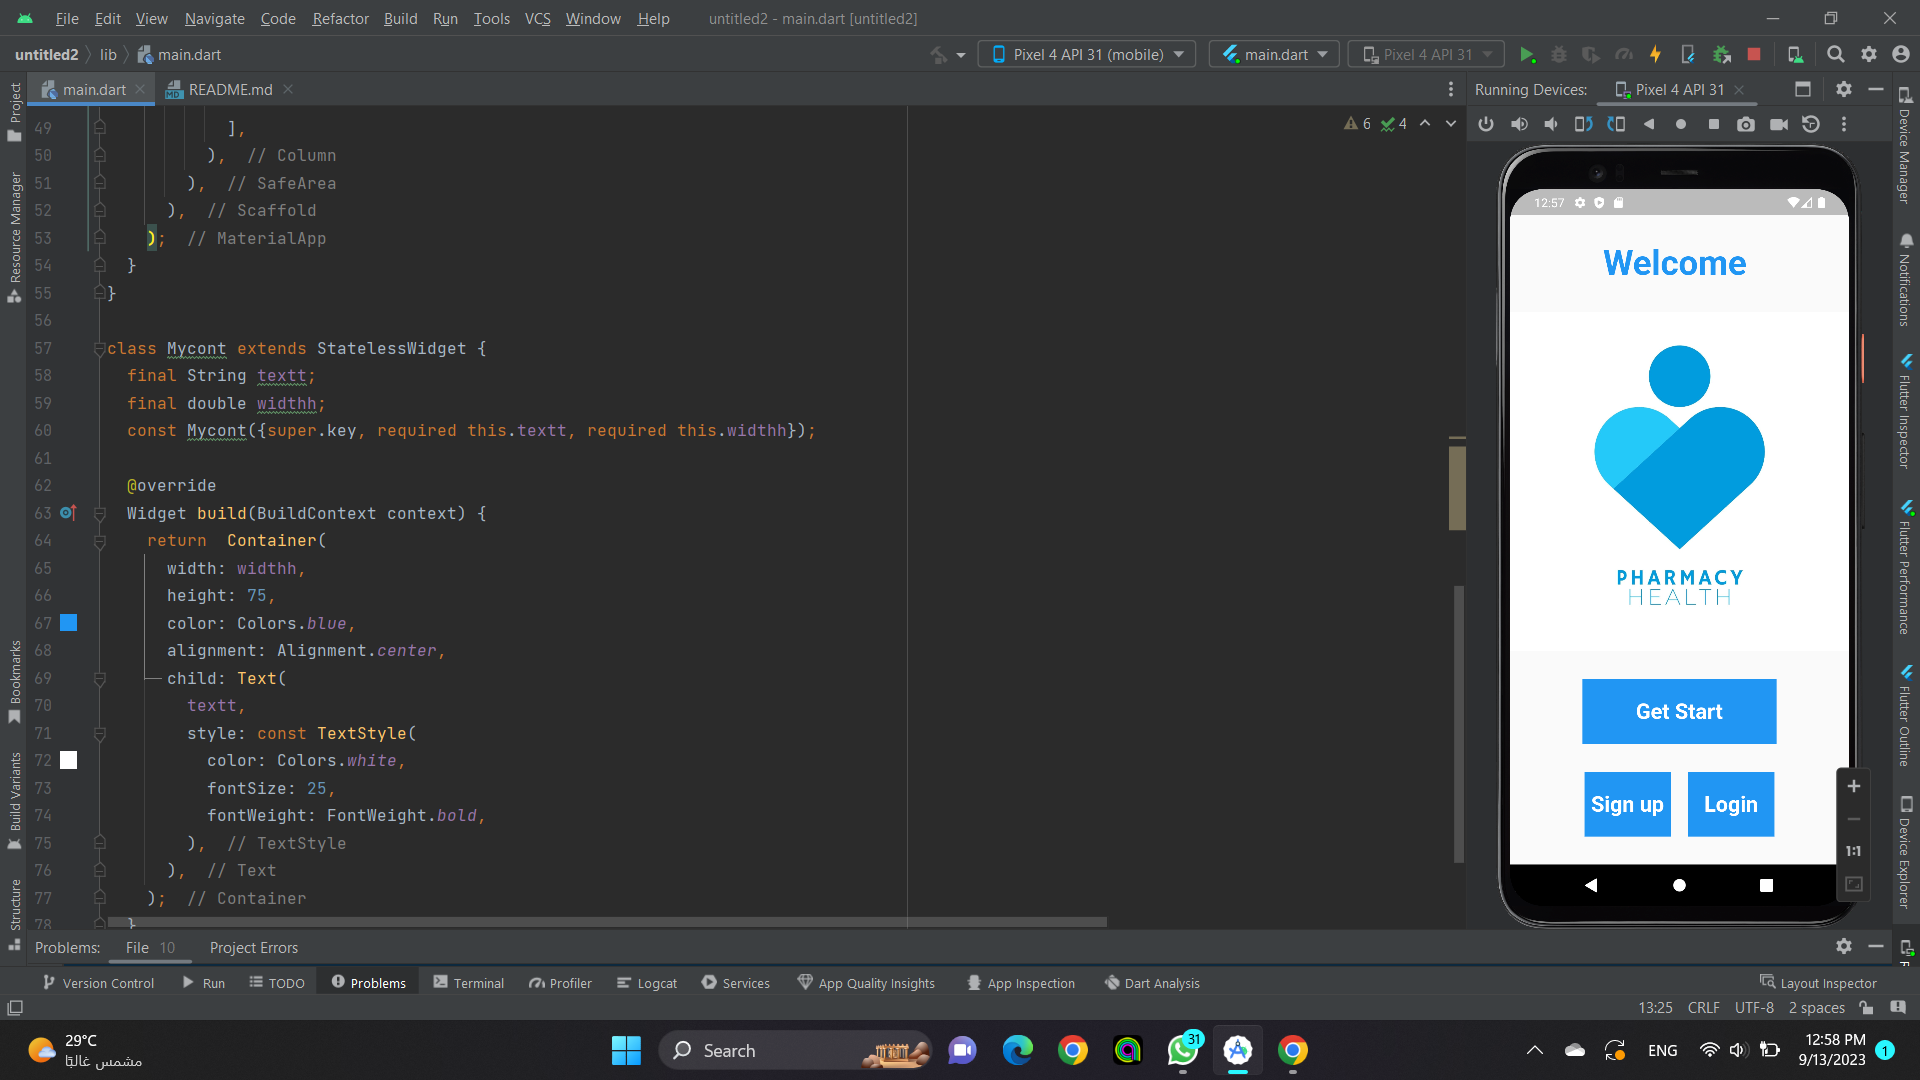 File Edit View Navigate Code Refactor Build Run Tools VCS Window Help untitled2 - main.dart [untitled2]
untitled2 lib main.dart Pixel 4 API 31 (mobile) main.dart Pixel 4 API 31
main.dart README.md Running Devices: Pixel 4 API 31
6 4
49 ],
50 ), // Column
51 ), // SafeArea
52 ), // Scaffold
53 ); // MaterialApp
54 }
55 }
56
57 class Mycont extends StatelessWidget {
58 final String textt;
59 final double widthh;
60 const Mycont({super.key, required this.textt, required this.widthh});
61
62 @override
63 Widget build(BuildContext context) {
64 return Container(
65 width: widthh,
66 height: 75,
67 color: Colors.blue,
68 alignment: Alignment.center,
69 child: Text(
70 textt,
71 style: const TextStyle(
72 color: Colors.white,
73 fontSize: 25,
74 fontWeight: FontWeight.bold,
75 ), // TextStyle
76 ), // Text
77 ); // Container
78 }
Project
Resource Manager
Bookmarks
Build Variants
Structure
12:57
Welcome
PHARMACY
HEALTH
Get Start
Sign up Login
1:1
Device Manager
Notifications
Flutter Inspector
Flutter Performance
Flutter Outline
Device Explorer
Problems: File 10 Project Errors
Version Control Run TODO Problems Terminal Profiler Logcat Services App Quality Insights App Inspection Dart Analysis Layout Inspector
13:25 CRLF UTF-8 2 spaces
29°C
مشمس غالبًا
Search
31
ENG
12:58 PM
9/13/2023
1